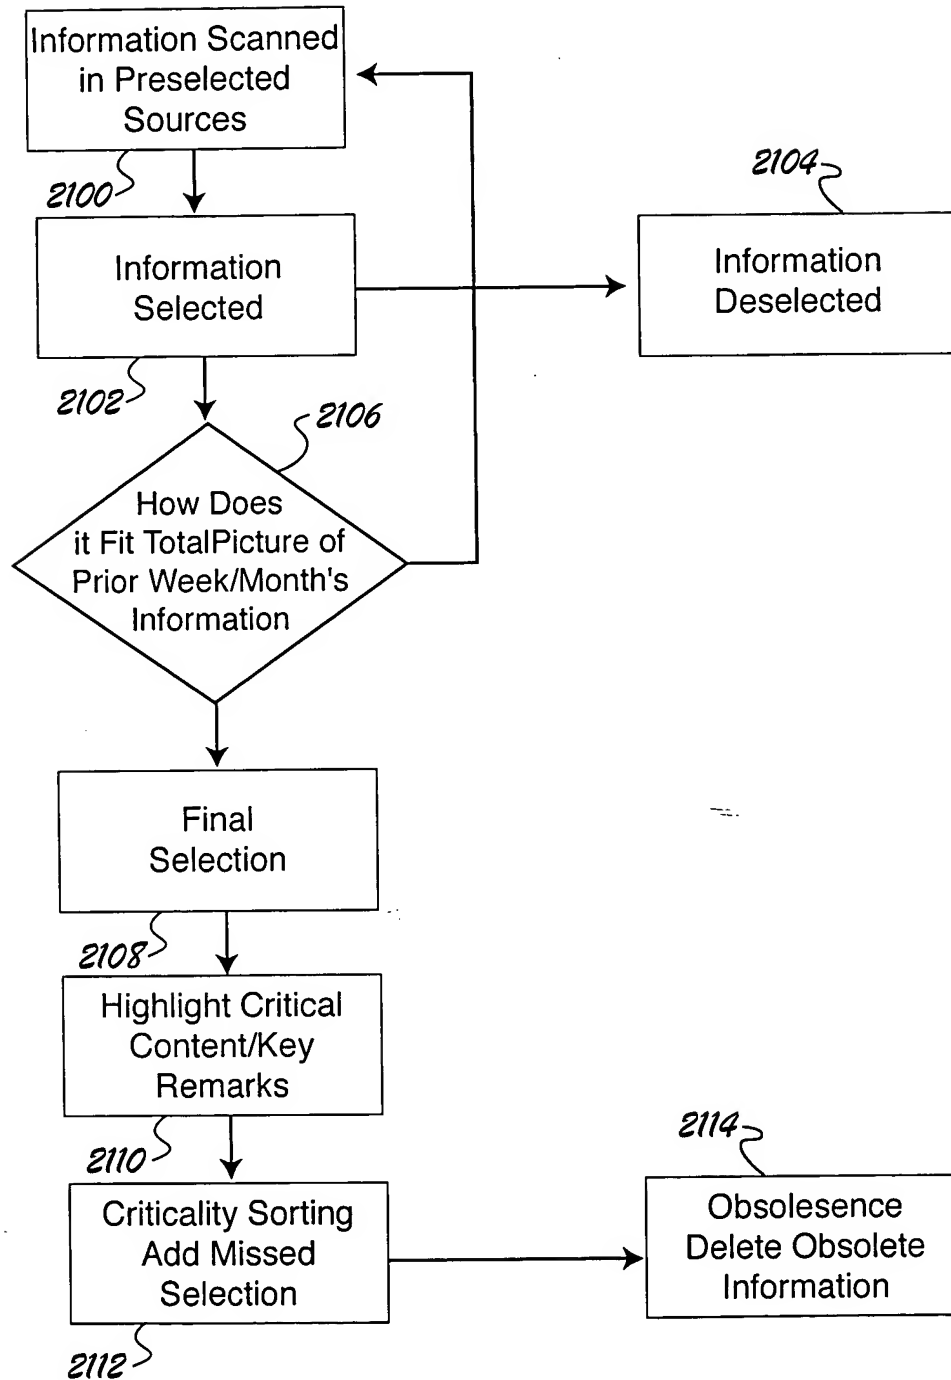 Information Scanned
in Preselected
Sources
2100
2104
Information
Selected
Information
Deselected
2102
2106
How Does
it Fit TotalPicture of
Prior Week/Month's
Information
Final
Selection
2108
Highlight Critical
Content/Key
Remarks
2110
2114
Criticality Sorting
Add Missed
Selection
Obsolesence
Delete Obsolete
Information
2112